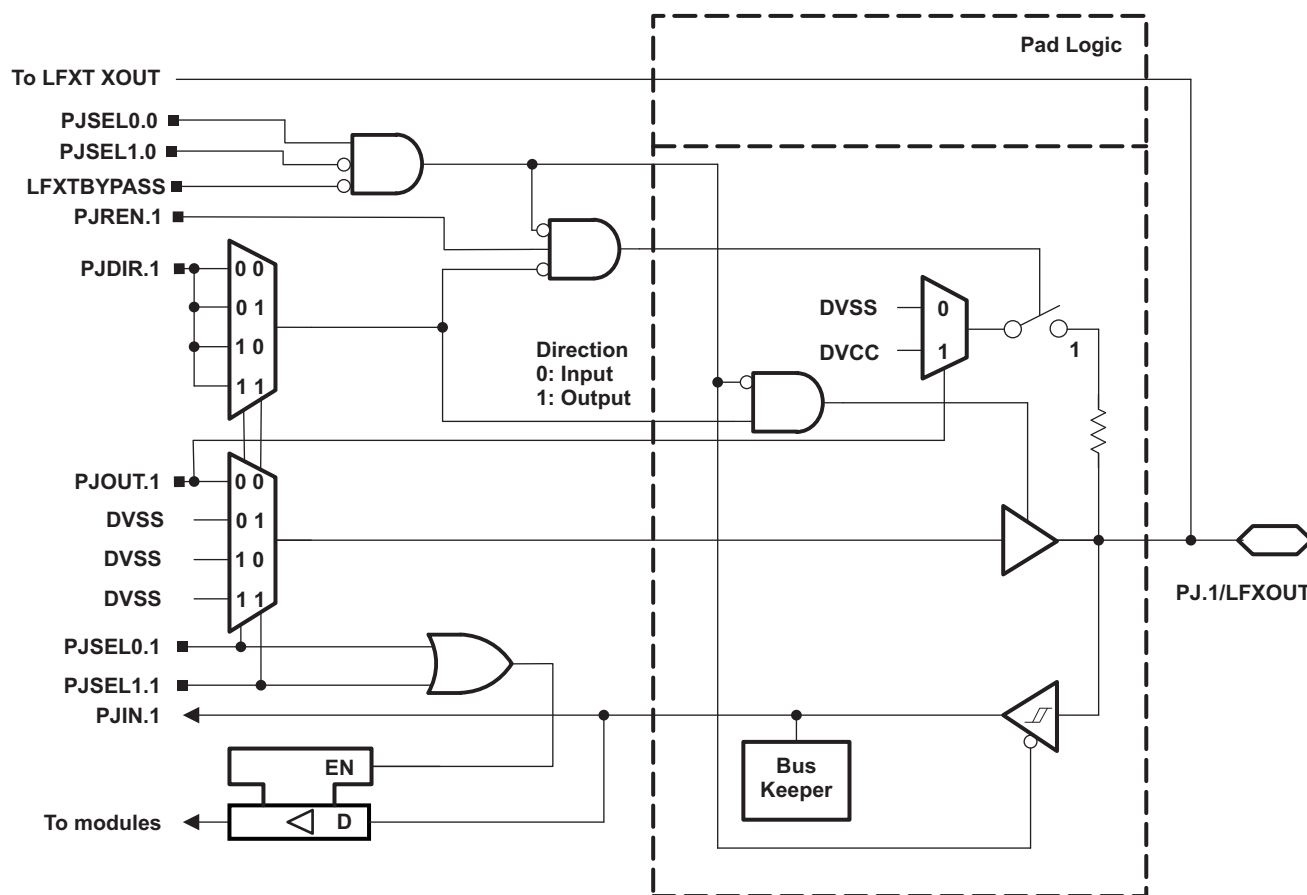 Pad Logic
To LFXT XOUT
PJSEL0.0
PJSEL1.0
LFXTBYPASS
PJREN.1
PJDIR.1
0 0
0 1
1 0
1 1
Direction
0: Input
1: Output
DVSS
0
DVCC
1
1
PJOUT.1
0 0
DVSS
0 1
DVSS
1 0
DVSS
1 1
PJ.1/LFXOUT
PJSEL0.1
PJSEL1.1
PJIN.1
EN
D
To modules
Bus
Keeper